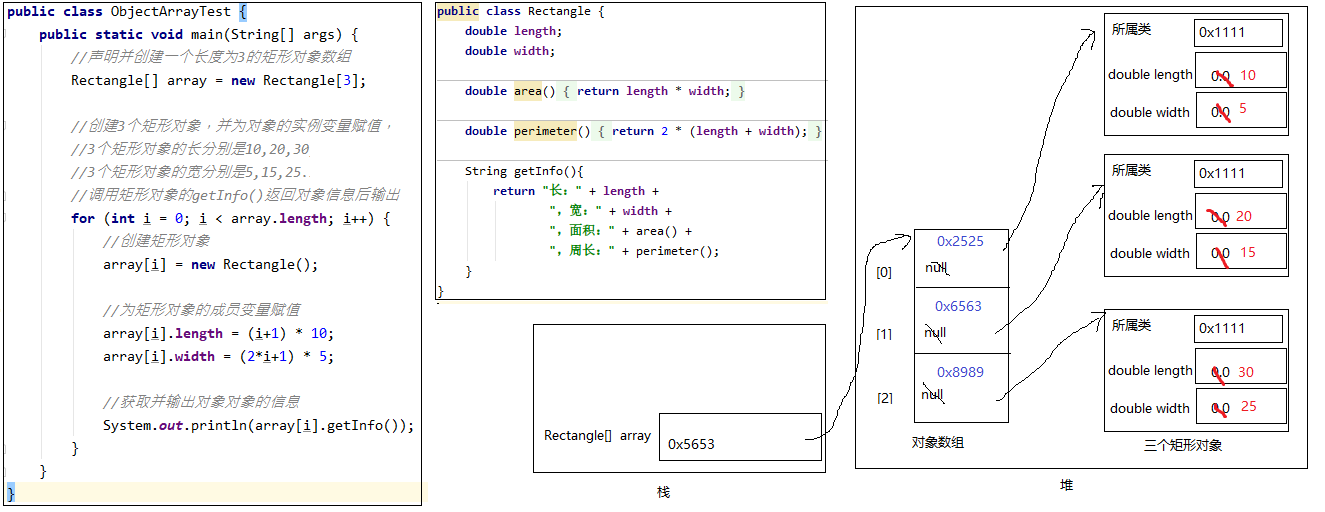 public class ObjectArrayTest {
public static void main(String[] args) {
//声明并创建一个长度为3的矩形对象数组
Rectangle[] array = new Rectangle[3];
//创建3个矩形对象，并为对象的实例变量赋值，
//3个矩形对象的长分别是10,20,30
//3个矩形对象的宽分别是5,15,25.
//调用矩形对象的getInfo()返回对象信息后输出
for (int i = 0; i < array.length; i++) {
//创建矩形对象
array[i] = new Rectangle();
//为矩形对象的成员变量赋值
array[i].length = (i+1) * 10;
array[i].width = (2*i+1) * 5;
//获取并输出对象对象的信息
System.out.println(array[i].getInfo());
}
}
}
public class Rectangle {
double length;
double width;
double area() { return length * width; }
double perimeter() { return 2 * (length + width); }
String getInfo(){
return "长：" + length +
"，宽：" + width +
"，面积：" + area() +
"，周长：" + perimeter();
}
}
Rectangle[] array
0x5653
栈
0x2525
[0]
null
0x6563
[1]
null
0x8989
[2]
null
对象数组
所属类
0x1111
double length
0.0
10
double width
0.0
5
所属类
0x1111
double length
0.0
20
double width
0.0
15
所属类
0x1111
double length
0.0
30
double width
0.0
25
三个矩形对象
堆